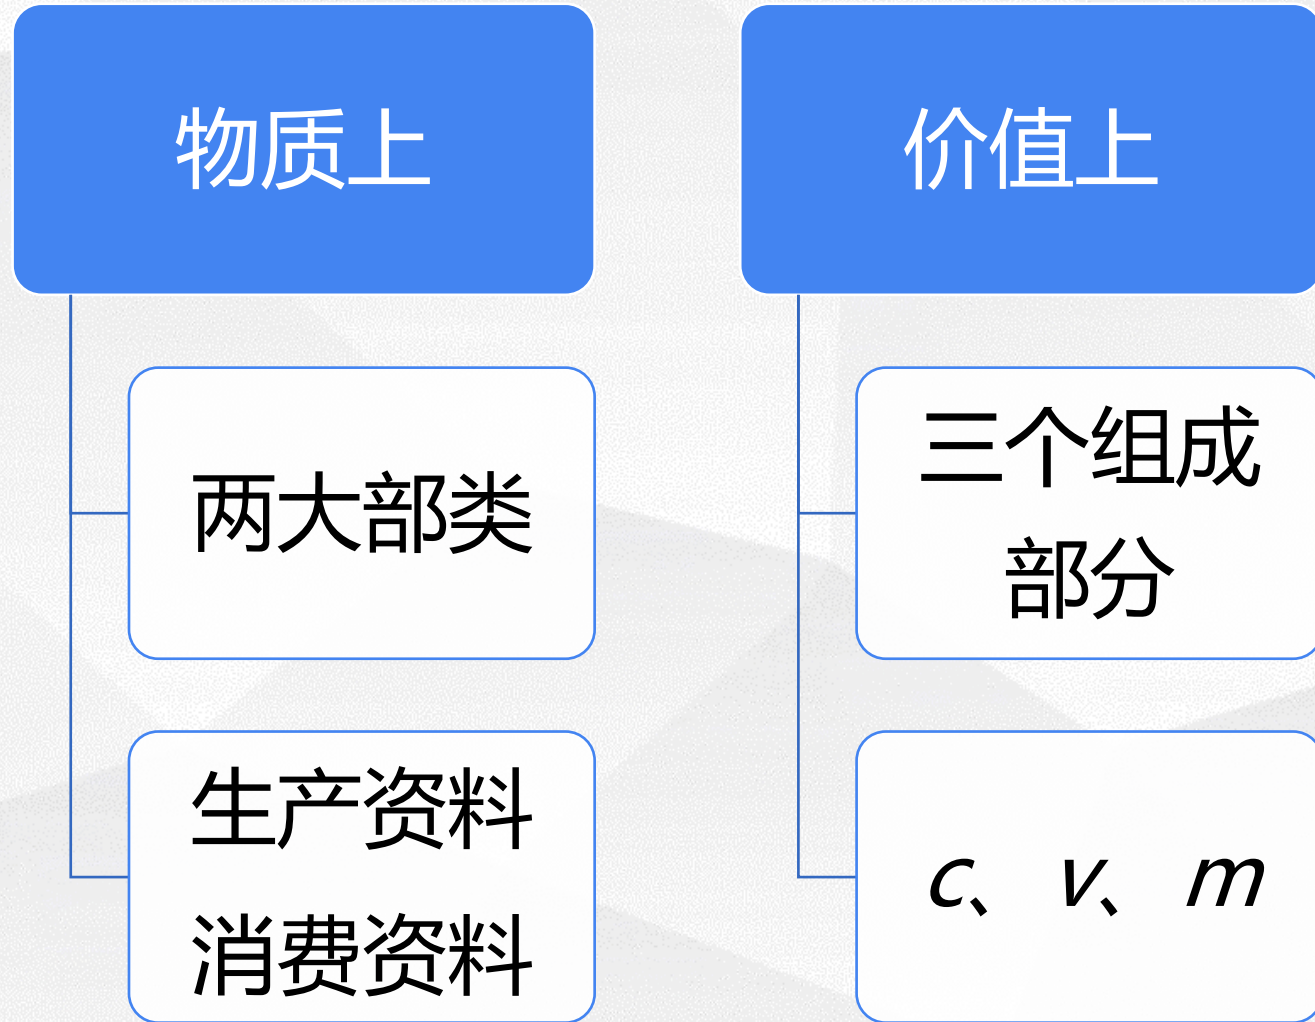 物质上
两大部类
生产资料
消费资料
价值上
三个组成
部分
c、v、m